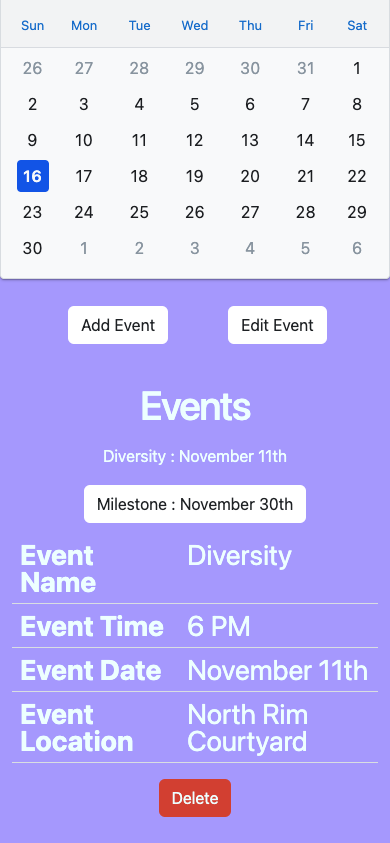 Sun Mon Tue Wed Thu Fri Sat
26 27 28 29 30 31 1
2 3 4 5 6 7 8
9 10 11 12 13 14 15
16 17 18 19 20 21 22
23 24 25 26 27 28 29
30 1 2 3 4 5 6
Add Event Edit Event
Events
Diversity : November 11th
Milestone : November 30th
Event Diversity
Name
Event Time 6 PM
Event Date November 11th
Event North Rim
Location Courtyard
Delete